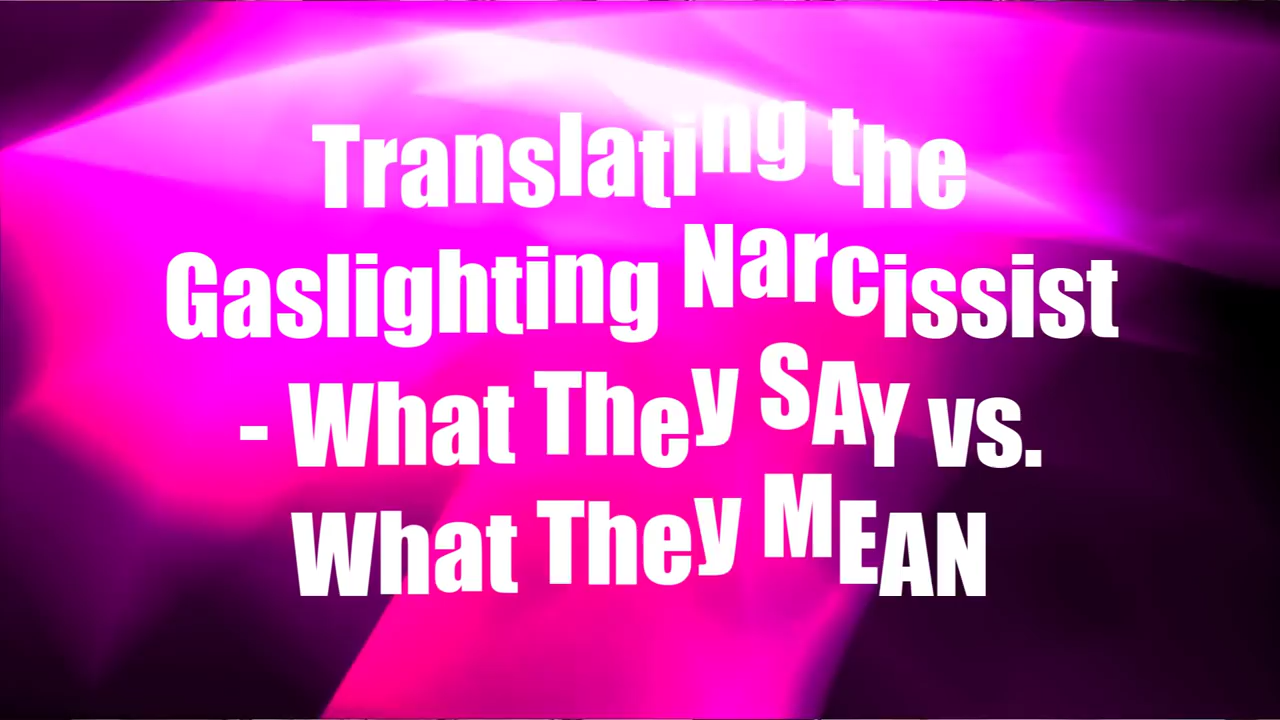 Translating the
Gaslighting Narcissist
- What They SAY vs.
What They MEAN